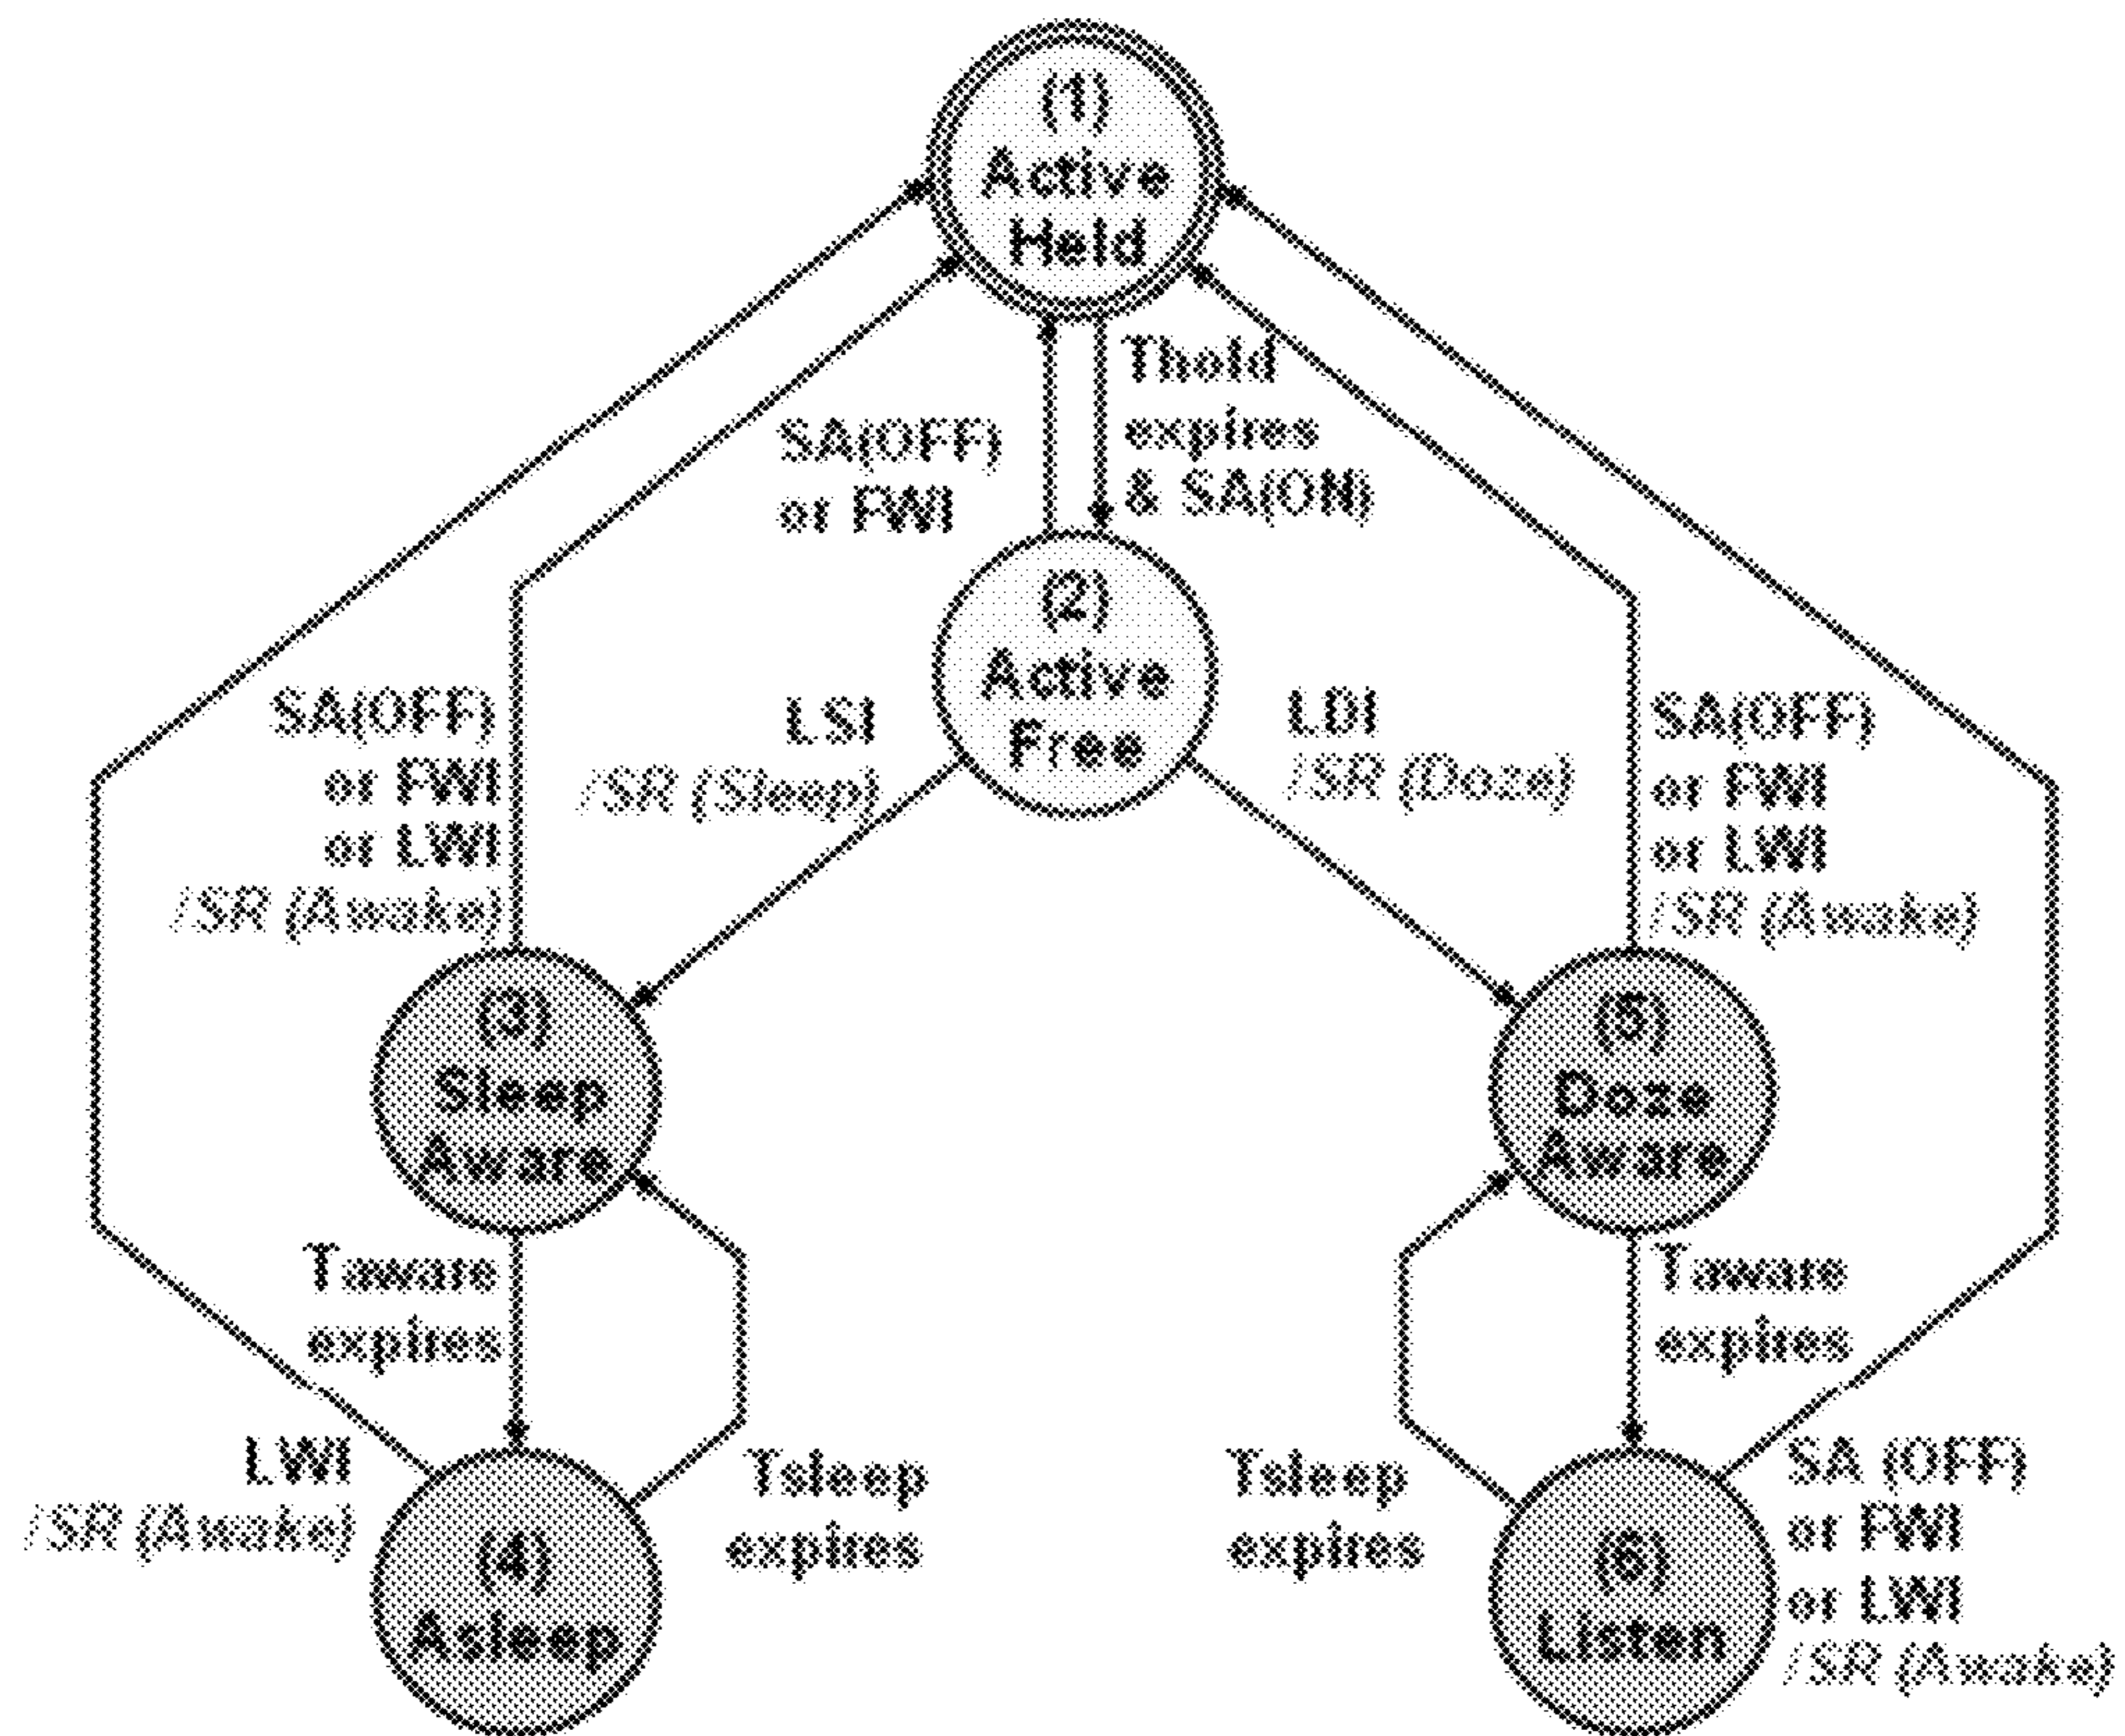 (1)
Active
Held
Thold
expires
& SA(ON)
SA(OFF)
or FWI
(2)
Active
Free
LSI
/SR (Sleep)
LDI
/SR (Doze)
SA(OFF)
or FWI
or LWI
/SR (Awake)
SA(OFF)
or FWI
or LWI
/SR (Awake)
(3)
Sleep
Aware
(5)
Doze
Aware
Taware
expires
Taware
expires
LWI
/SR (Awake)
Tsleep
expires
Tsleep
expires
SA (OFF)
or FWI
or LWI
/SR (Awake)
(4)
Asleep
(6)
Listen